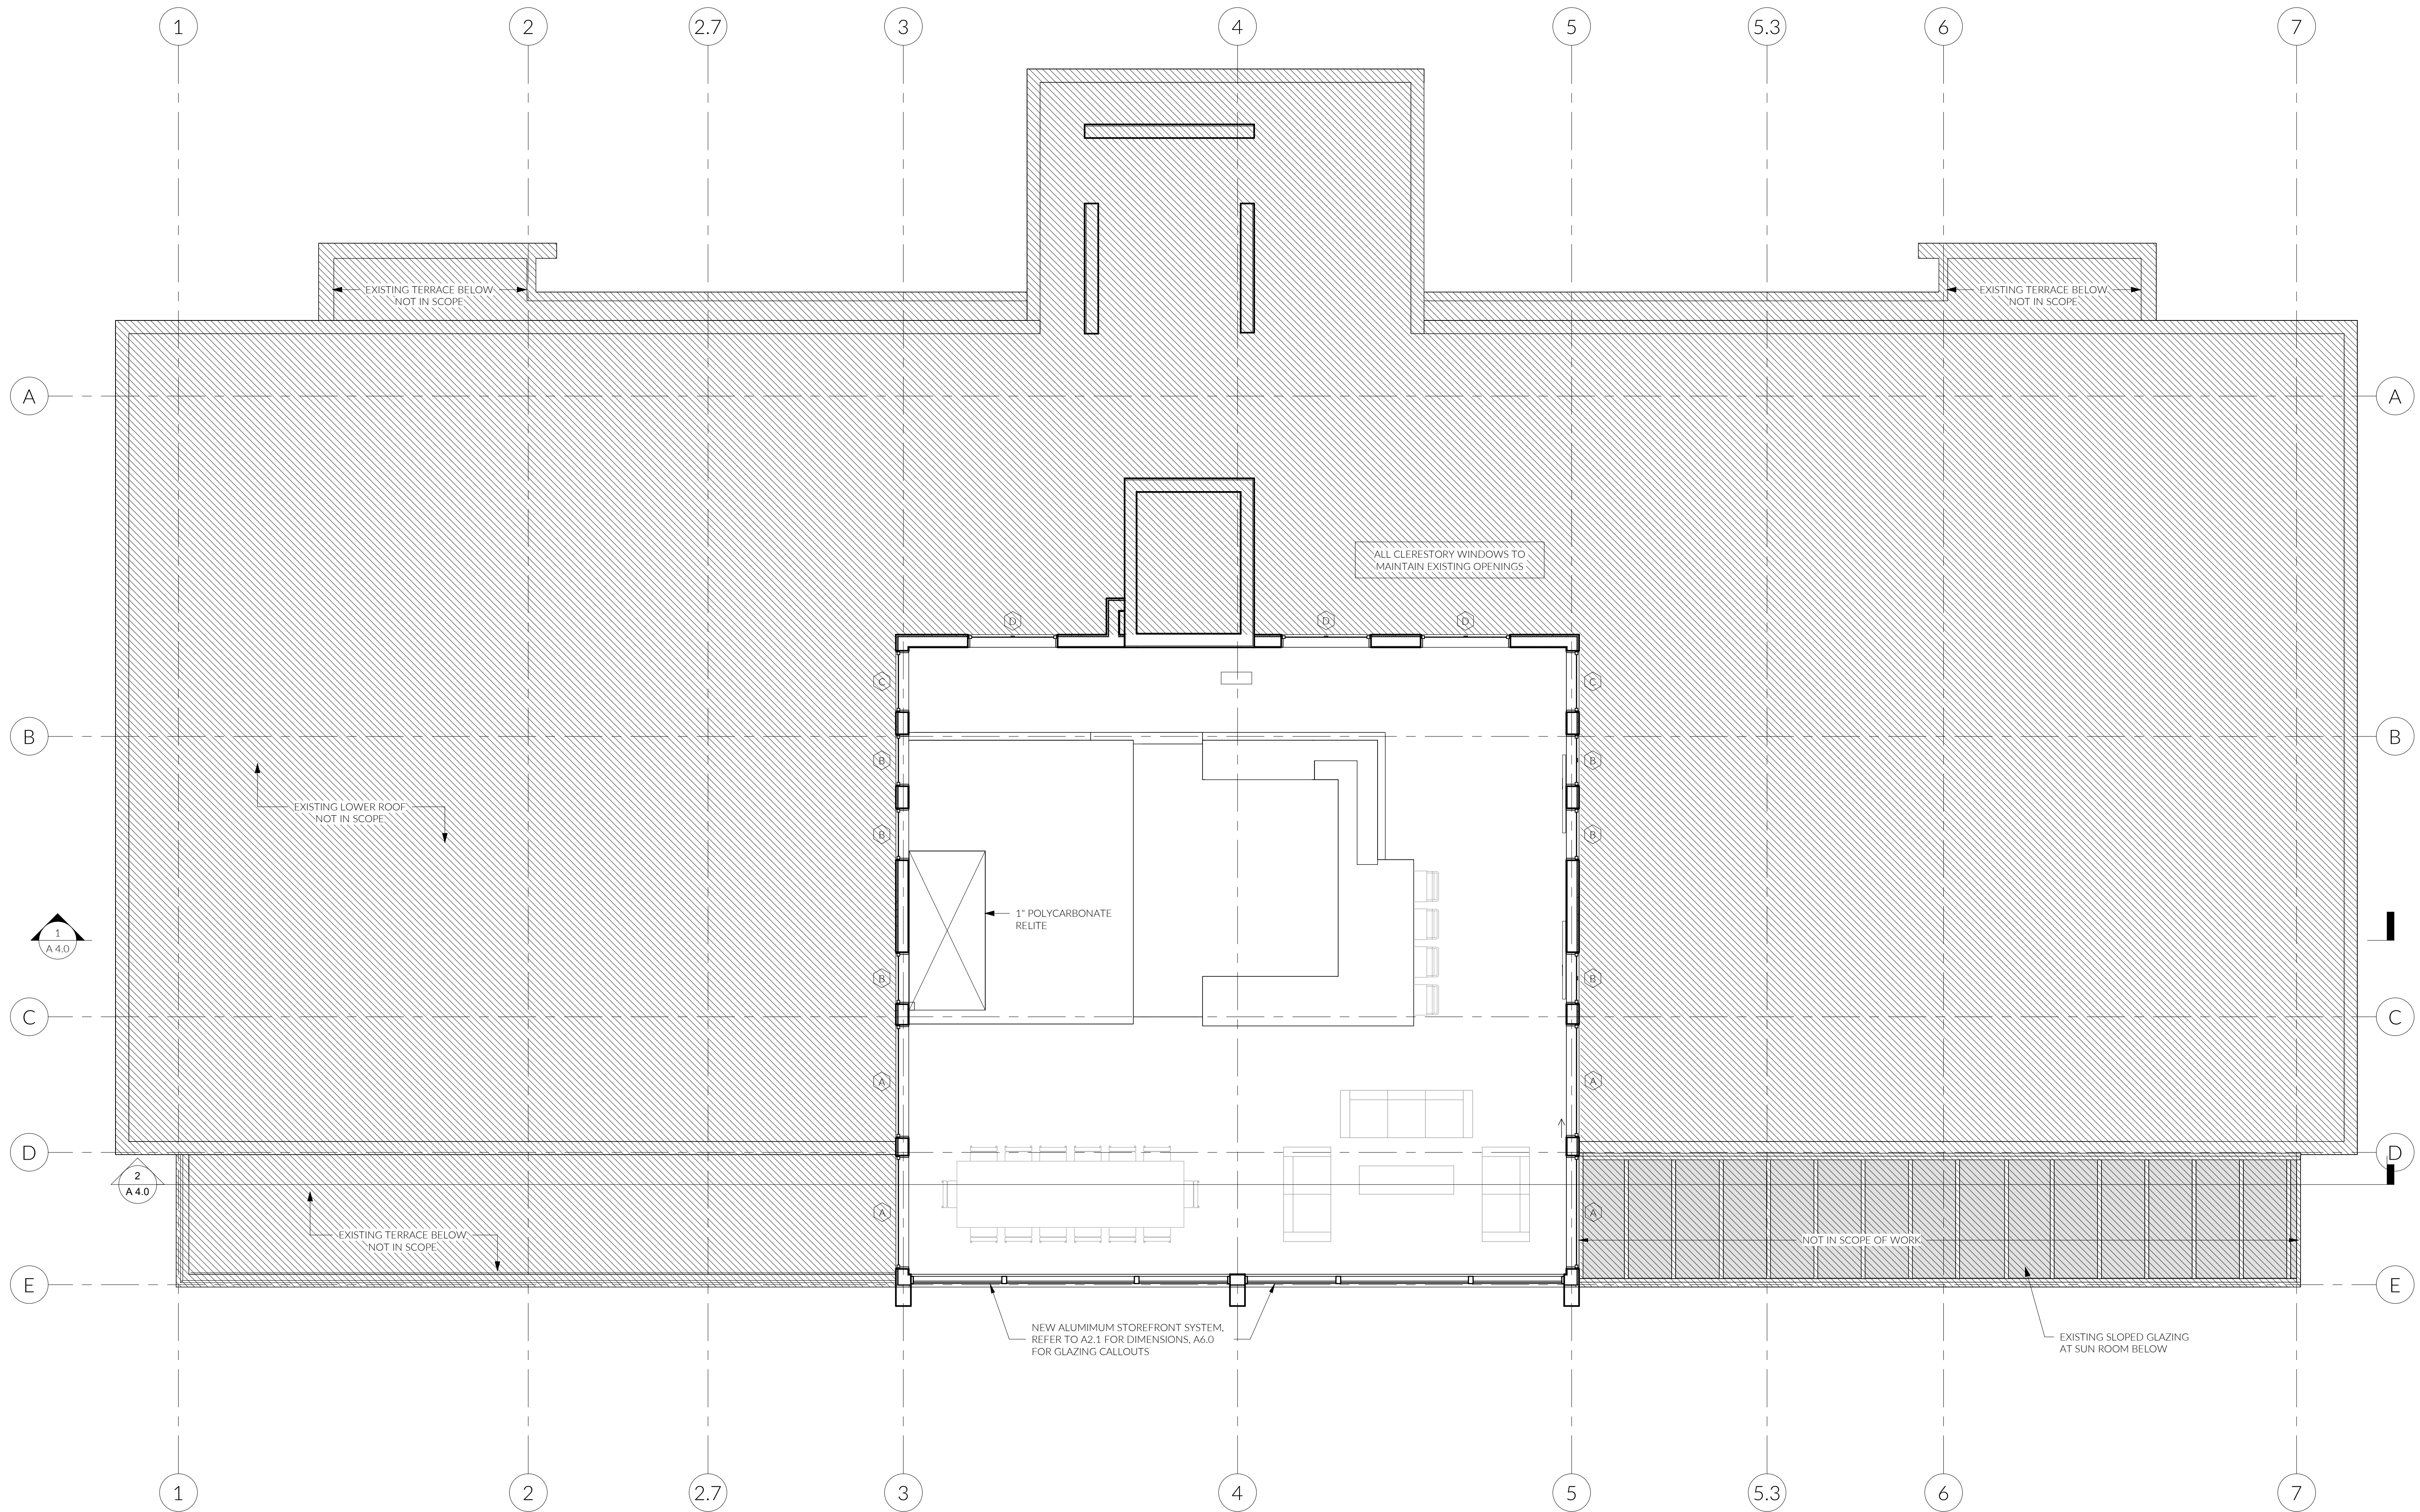 1 2 2.7 3 4 5 5.3 6 7
EXISTING TERRACE BELOW
NOT IN SCOPE
EXISTING TERRACE BELOW
NOT IN SCOPE
A A
ALL CLERESTORY WINDOWS TO
MAINTAIN EXISTING OPENINGS
D D D
C C
B B
B B
EXISTING LOWER ROOF
NOT IN SCOPE
B B
1" POLYCARBONATE
RELITE
1
A 4.0
B B
C C
A A
D D
2
A 4.0
A A
EXISTING TERRACE BELOW
NOT IN SCOPE
NOT IN SCOPE OF WORK
E E
NEW ALUMIMUM STOREFRONT SYSTEM,
REFER TO A2.1 FOR DIMENSIONS, A6.0
FOR GLAZING CALLOUTS
EXISTING SLOPED GLAZING
AT SUN ROOM BELOW
1 2 2.7 3 4 5 5.3 6 7